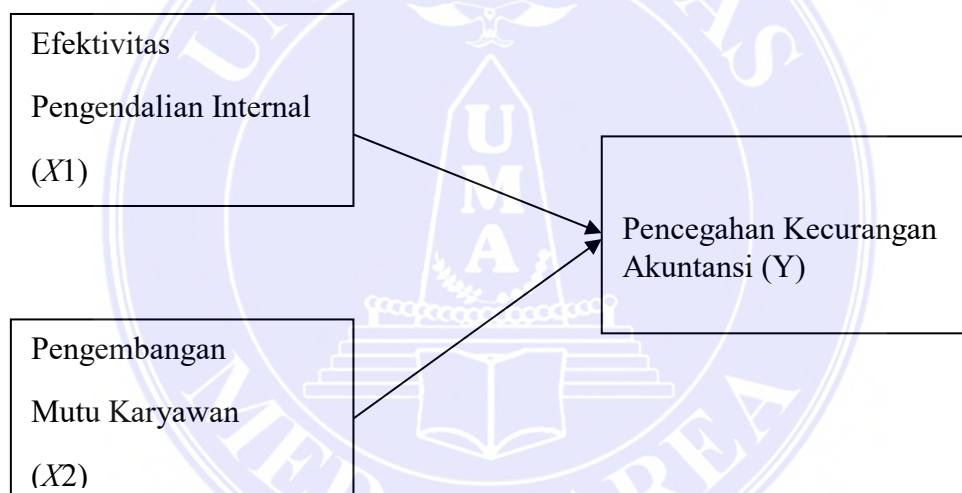 Efektivitas
Pengendalian Internal
(X1)
Pencegahan Kecurangan
Akuntansi (Y)
Pengembangan
Mutu Karyawan
(X2)
U
M
A